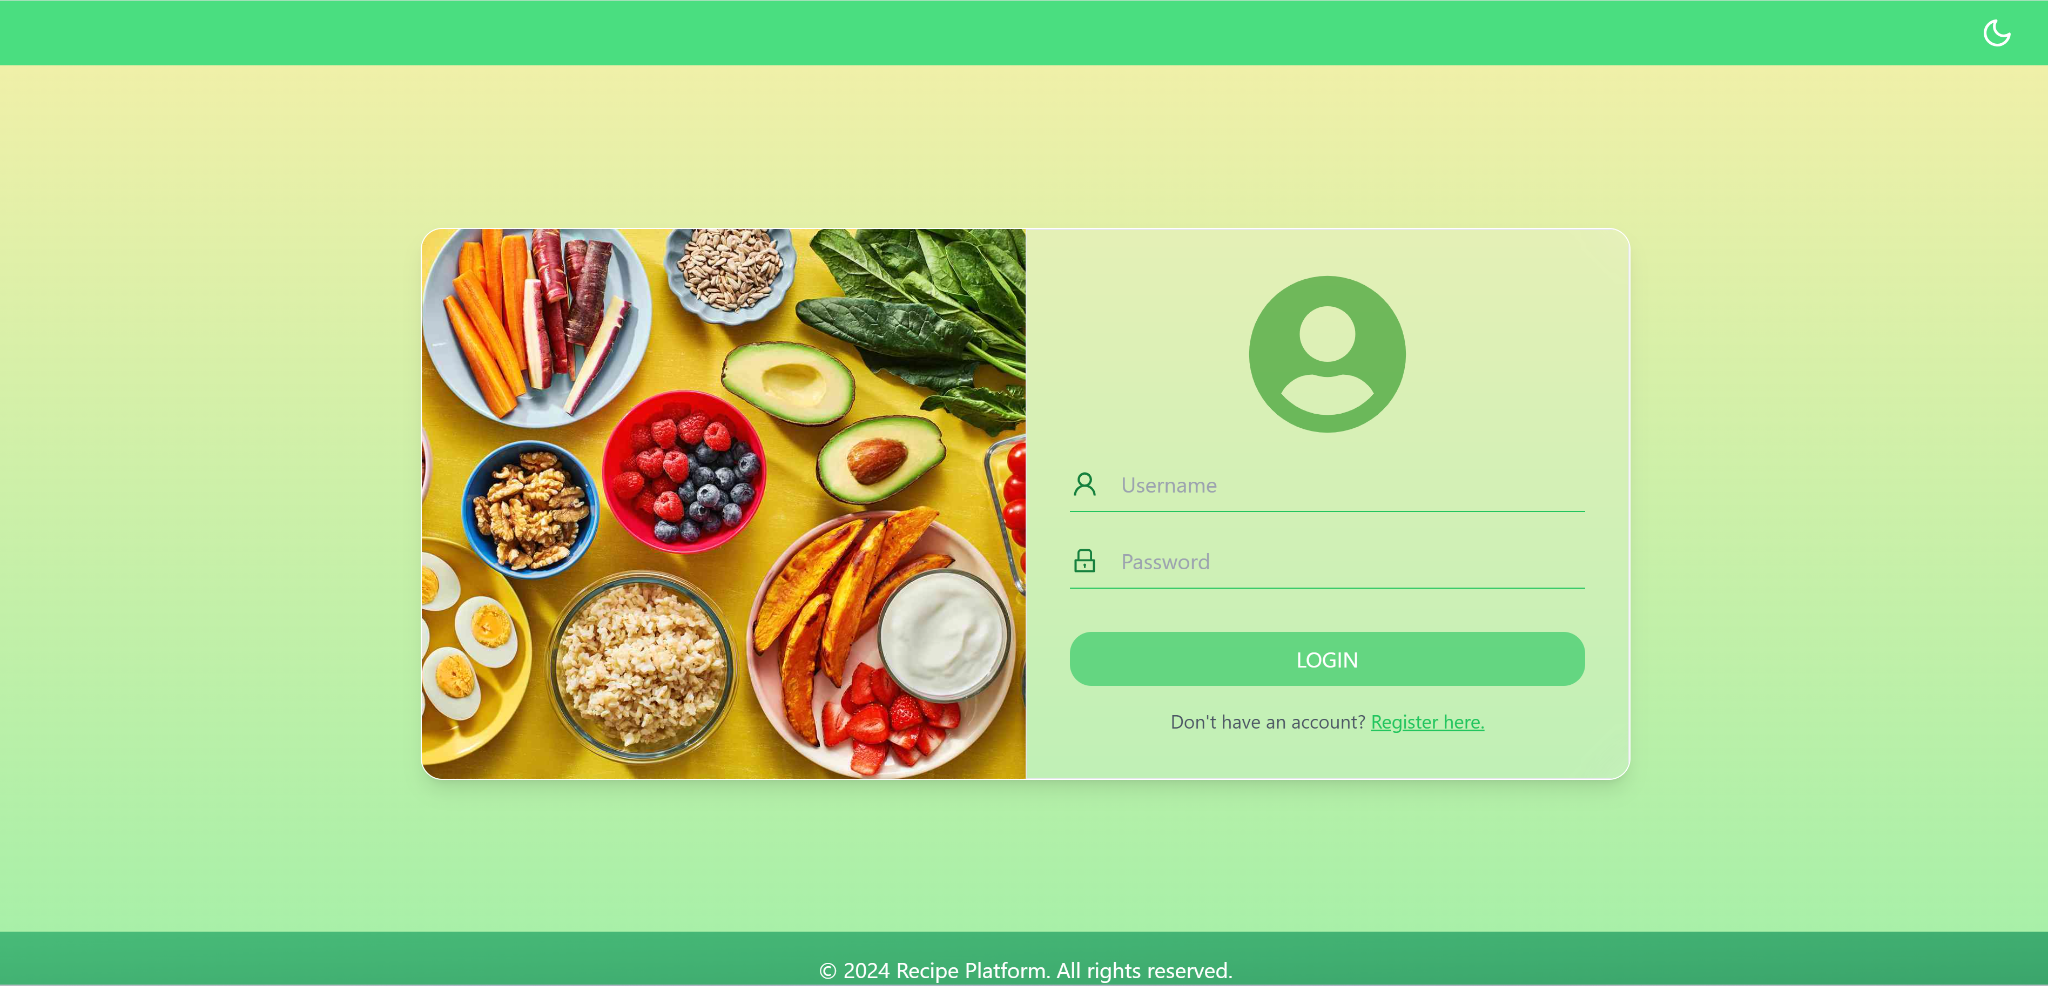 Username
Password
LOGIN
Don't have an account? Register here.
© 2024 Recipe Platform. All rights reserved.